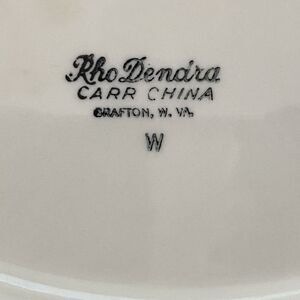 Rho Dendra
CARR CHINA
GRAFTON, W. VA.
W